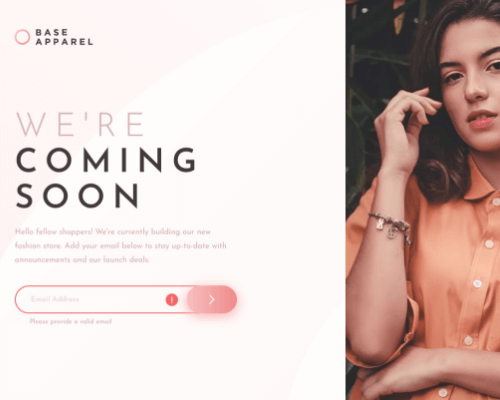 BASE
APPAREL
WE'RE
COMING
SOON
Hello fellow shoppers! We're currently building our new
fashion store. Add your email below to stay up-to-date with
announcements and our launch deals.
Email Address
!
Please provide a valid email